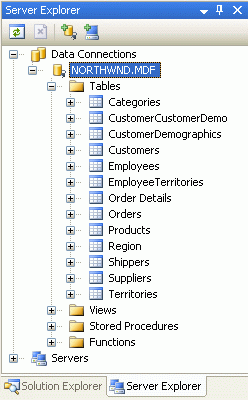 Server Explorer
Data Connections
NORTHWND.MDF
Tables
Categories
CustomerCustomerDemo
CustomerDemographics
Customers
Employees
EmployeeTerritories
Order Details
Orders
Products
Region
Shippers
Suppliers
Territories
Views
Stored Procedures
Functions
Servers
Solution Explorer Server Explorer